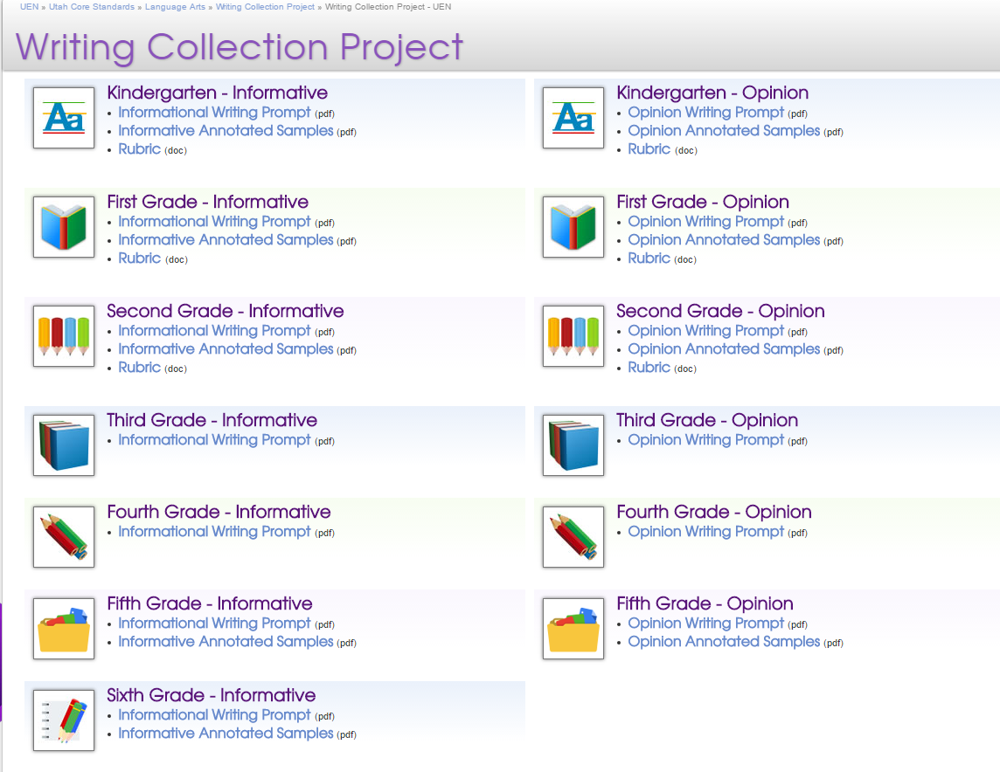 UEN » Utah Core Standards » Language Arts » Writing Collection Project » Writing Collection Project - UEN
Writing Collection Project
Aa
Kindergarten - Informative
• Informational Writing Prompt (pdf)
• Informative Annotated Samples (pdf)
• Rubric (doc)
Aa
Kindergarten - Opinion
• Opinion Writing Prompt (pdf)
• Opinion Annotated Samples (pdf)
• Rubric (doc)
First Grade - Informative
• Informational Writing Prompt (pdf)
• Informative Annotated Samples (pdf)
• Rubric (doc)
First Grade - Opinion
• Opinion Writing Prompt (pdf)
• Opinion Annotated Samples (pdf)
• Rubric (doc)
Second Grade - Informative
• Informational Writing Prompt (pdf)
• Informative Annotated Samples (pdf)
• Rubric (doc)
Second Grade - Opinion
• Opinion Writing Prompt (pdf)
• Opinion Annotated Samples (pdf)
• Rubric (doc)
Third Grade - Informative
• Informational Writing Prompt (pdf)
Third Grade - Opinion
• Opinion Writing Prompt (pdf)
Fourth Grade - Informative
• Informational Writing Prompt (pdf)
Fourth Grade - Opinion
• Opinion Writing Prompt (pdf)
Fifth Grade - Informative
• Informational Writing Prompt (pdf)
• Informative Annotated Samples (pdf)
Fifth Grade - Opinion
• Opinion Writing Prompt (pdf)
• Opinion Annotated Samples (pdf)
Sixth Grade - Informative
• Informational Writing Prompt (pdf)
• Informative Annotated Samples (pdf)